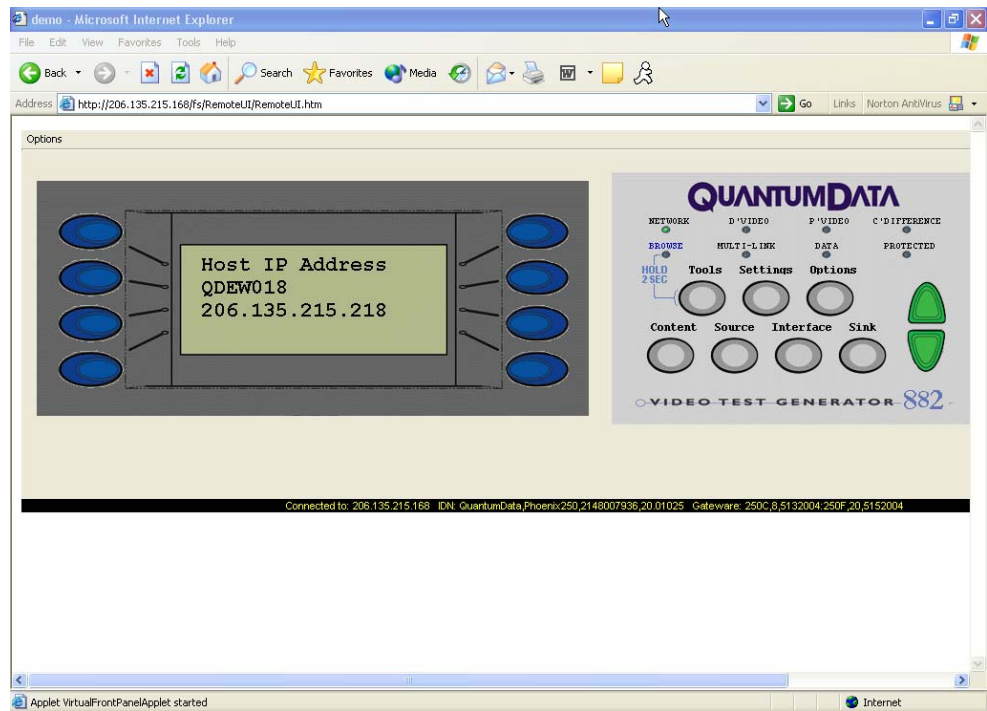 demo - Microsoft Internet Explorer
File Edit View Favorites Tools Help
Back Search Favorites Media
Address http://206.135.215.168/fs/RemoteUI/RemoteUI.htm Go Links Norton AntiVirus
Options
Host IP Address
QDEW018
206.135.215.218
QUANTUMDATA
NETWORK D'VIDEO P'VIDEO C'DIFFERENCE
BROWSE MULTI-LINK DATA PROTECTED
HOLD
2 SEC
Tools Settings Options
Content Source Interface Sink
VIDEO TEST GENERATOR 882
Connected to: 206.135.215.168 IDN: QuantumData,Phoenix250,2148007936,20.01025 Gateware: 250C,8,5132004:250F,20,5152004
Applet VirtualFrontPanelApplet started Internet